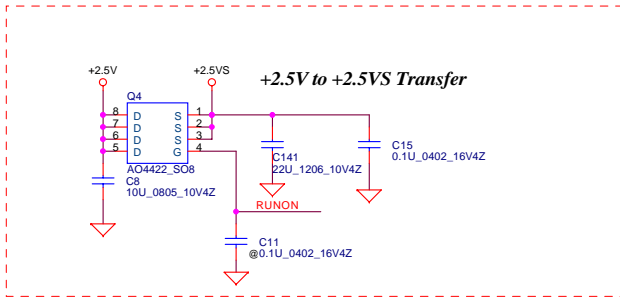 +2.5V
+2.5VS
+2.5V to +2.5VS Transfer
Q4
8 D S 1
7 D S 2
6 D S 3
5 D G 4
AO4422_SO8
C8
10U_0805_10V4Z
C141
22U_1206_10V4Z
C15
0.1U_0402_16V4Z
RUNON
C11
@0.1U_0402_16V4Z